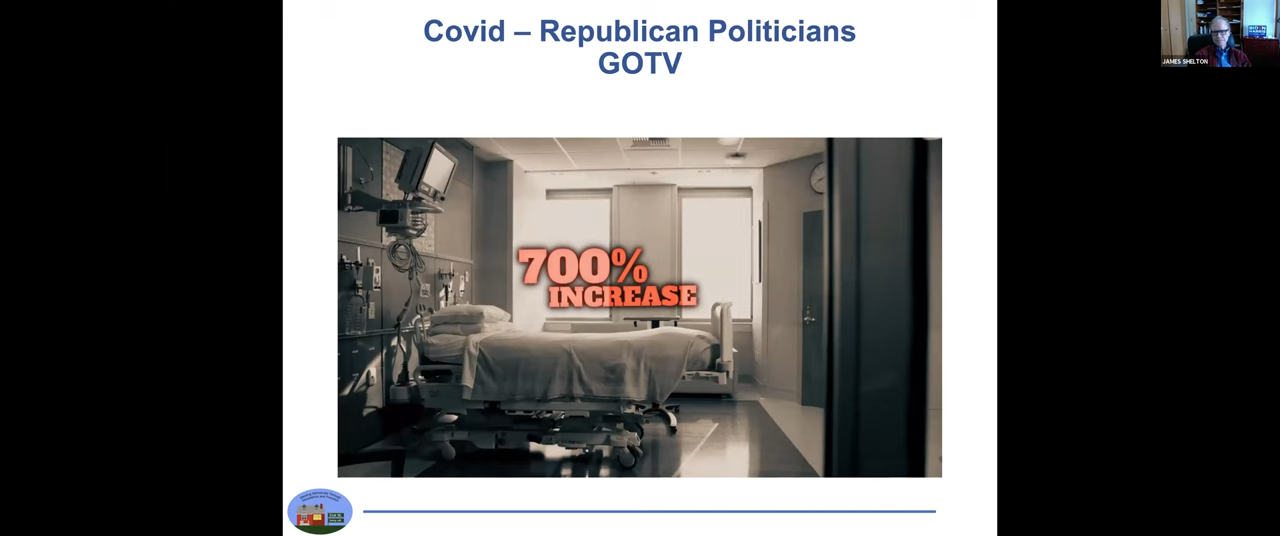 Covid – Republican Politicians
GOTV
JAMES SHELTON
700%
INCREASE